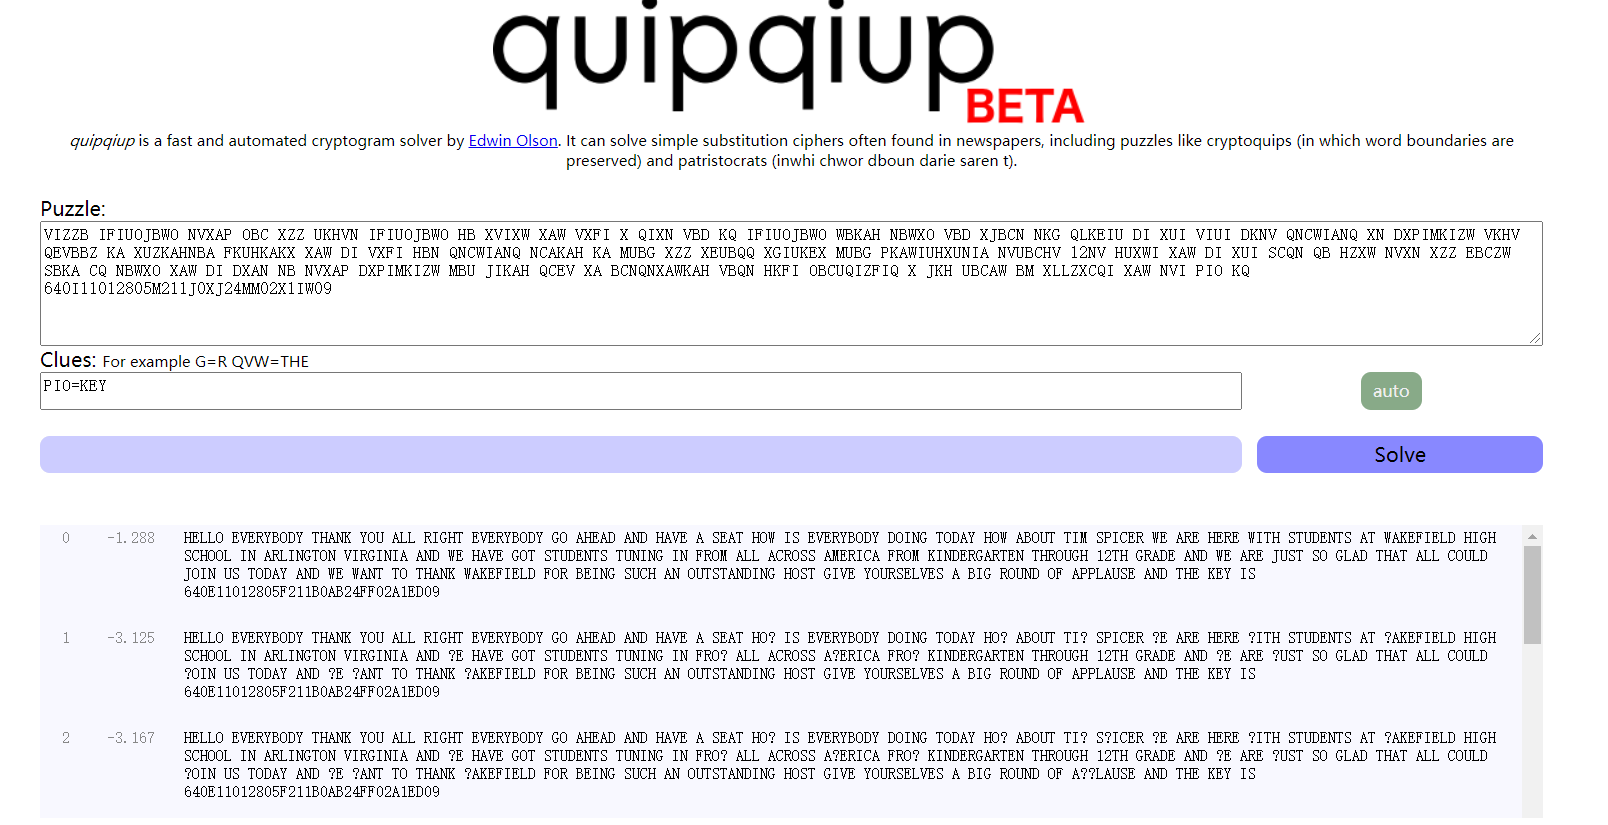 quipqiup
BETA
quipqiup is a fast and automated cryptogram solver by Edwin Olson. It can solve simple substitution ciphers often found in newspapers, including puzzles like cryptoquips (in which word boundaries are
preserved) and patristocrats (inwhi chwor dboun darie saren t).
Puzzle:
VIZZB IFIUOJBWO NVXAP OBC XZZ UKHVN IFIUOJBWO HB XVIXW XAW VXFI X QIXN VBD KQ IFIUOJBWO WBKAH NBWXO VBD XJBCN NKG QLKEIU DI XUI VIUI DKNV QNCWIANQ XN DXPIMKIZW VKHV
QEVBBZ KA XUZKAHNBA FKUHKAKX XAW DI VXFI HBN QNCWIANQ NCAKAH KA MUBG XZZ XEUBQQ XGIUKEX MUBG PKAWIUHXUNIA NVUBCHV 12NV HUXWI XAW DI XUI SCQN QB HZXW NVXN XZZ EBCZW
SBKA CQ NBWXO XAW DI DXAN NB NVXAP DXPIMKIZW MBU JIKAH QCEV XA BCNQNXAWKAH VBQN HKFI OBCUQIZFIQ X JKH UBCAW BM XLLZXCQI XAW NVI PIO KQ
640I11012805M211J0XJ24MM02X1IW09
Clues: For example G=R QVW=THE
PIO=KEY
auto
Solve
0 -1.288 HELLO EVERYBODY THANK YOU ALL RIGHT EVERYBODY GO AHEAD AND HAVE A SEAT HOW IS EVERYBODY DOING TODAY HOW ABOUT TIM SPICER WE ARE HERE WITH STUDENTS AT WAKEFIELD HIGH
SCHOOL IN ARLINGTON VIRGINIA AND WE HAVE GOT STUDENTS TUNING IN FROM ALL ACROSS AMERICA FROM KINDERGARTEN THROUGH 12TH GRADE AND WE ARE JUST SO GLAD THAT ALL COULD
JOIN US TODAY AND WE WANT TO THANK WAKEFIELD FOR BEING SUCH AN OUTSTANDING HOST GIVE YOURSELVES A BIG ROUND OF APPLAUSE AND THE KEY IS
640E11012805F211B0AB24FF02A1ED09
1 -3.125 HELLO EVERYBODY THANK YOU ALL RIGHT EVERYBODY GO AHEAD AND HAVE A SEAT HO? IS EVERYBODY DOING TODAY HO? ABOUT TI? SPICER ?E ARE HERE ?ITH STUDENTS AT ?AKEFIELD HIGH
SCHOOL IN ARLINGTON VIRGINIA AND ?E HAVE GOT STUDENTS TUNING IN FRO? ALL ACROSS A?ERICA FRO? KINDERGARTEN THROUGH 12TH GRADE AND ?E ARE ?UST SO GLAD THAT ALL COULD
?OIN US TODAY AND ?E ?ANT TO THANK ?AKEFIELD FOR BEING SUCH AN OUTSTANDING HOST GIVE YOURSELVES A BIG ROUND OF APPLAUSE AND THE KEY IS
640E11012805F211B0AB24FF02A1ED09
2 -3.167 HELLO EVERYBODY THANK YOU ALL RIGHT EVERYBODY GO AHEAD AND HAVE A SEAT HO? IS EVERYBODY DOING TODAY HO? ABOUT TI? S?ICER ?E ARE HERE ?ITH STUDENTS AT ?AKEFIELD HIGH
SCHOOL IN ARLINGTON VIRGINIA AND ?E HAVE GOT STUDENTS TUNING IN FRO? ALL ACROSS A?ERICA FRO? KINDERGARTEN THROUGH 12TH GRADE AND ?E ARE ?UST SO GLAD THAT ALL COULD
?OIN US TODAY AND ?E ?ANT TO THANK ?AKEFIELD FOR BEING SUCH AN OUTSTANDING HOST GIVE YOURSELVES A BIG ROUND OF A??LAUSE AND THE KEY IS
640E11012805F211B0AB24FF02A1ED09